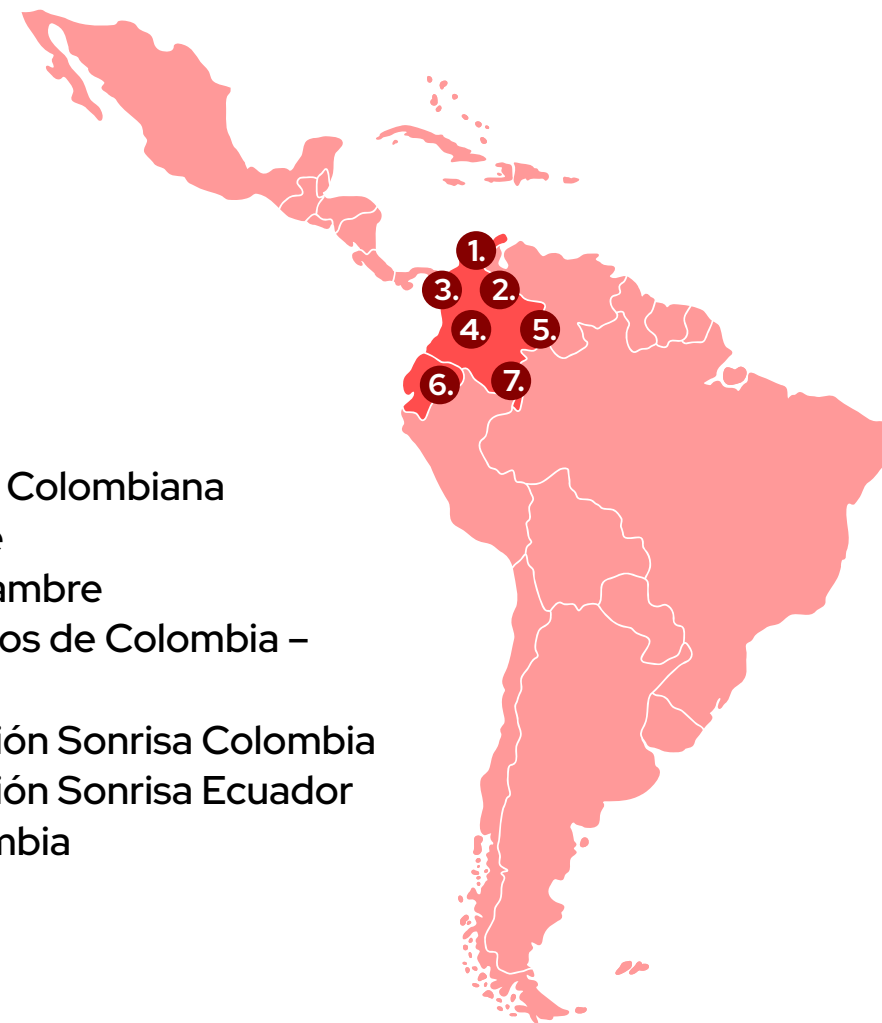 1.
3.
2.
4.
5.
6.
7.
Colombiana
e
ambre
os de Colombia –
ión Sonrisa Colombia
ión Sonrisa Ecuador
mbia